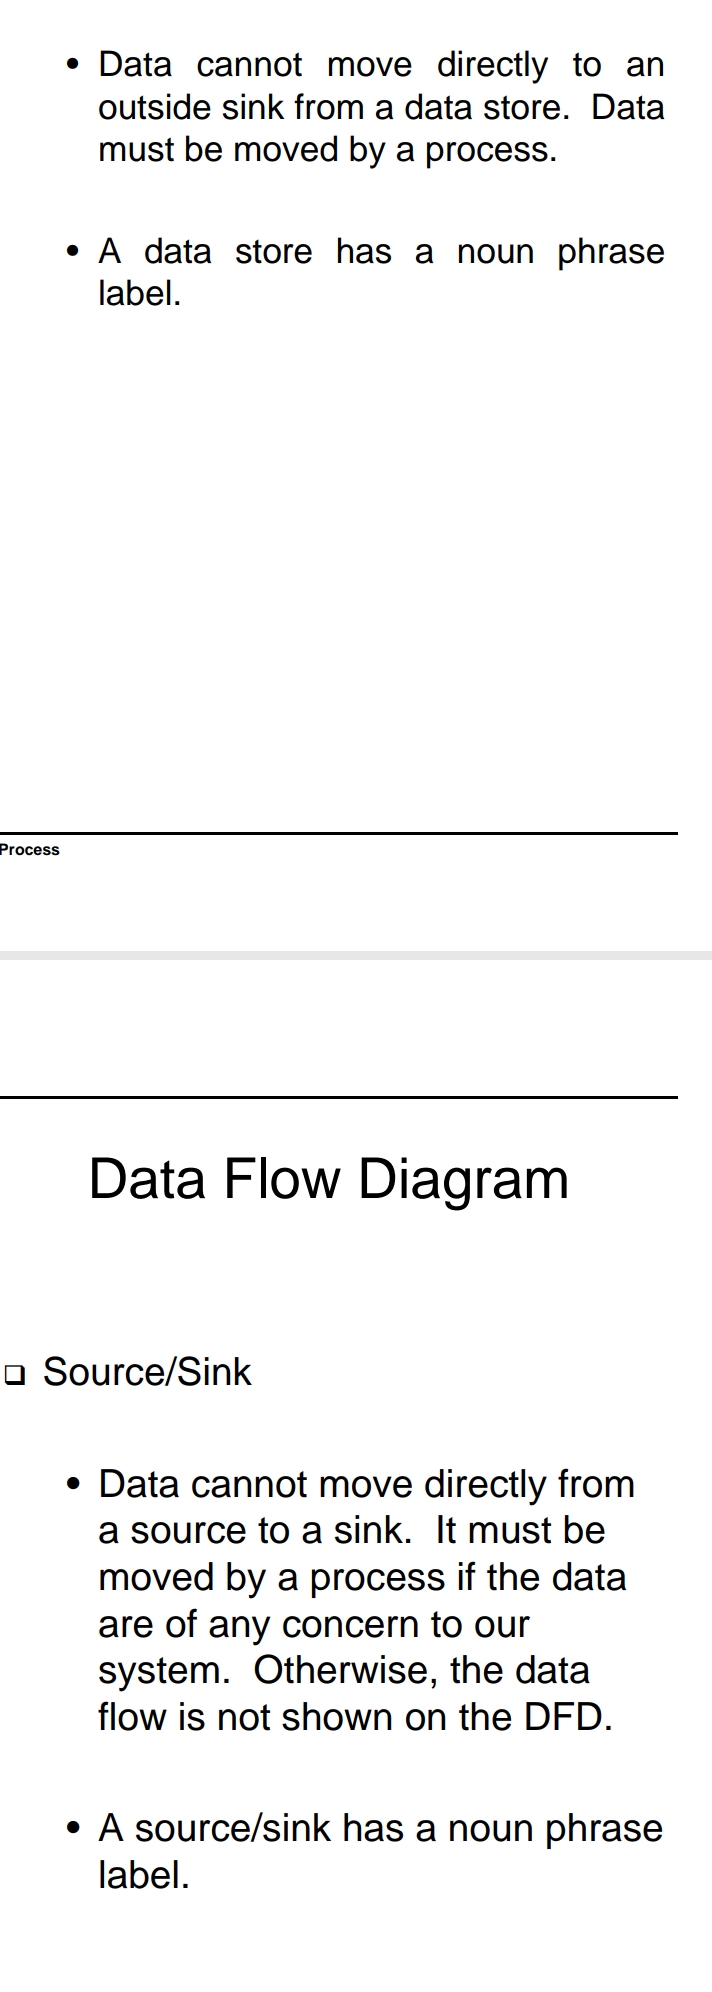 • Data cannot move directly to an
outside sink from a data store.  Data
must be moved by a process.
• A data store has a noun phrase
label.
Process
Data Flow Diagram
❑ Source/Sink
• Data cannot move directly from
a source to a sink.  It must be
moved by a process if the data
are of any concern to our
system.  Otherwise, the data
flow is not shown on the DFD.
• A source/sink has a noun phrase
label.